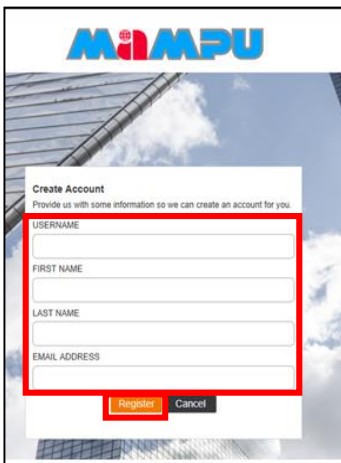 MAMPU
Create Account
Provide us with some information so we can create an account for you.
USERNAME
FIRST NAME
LAST NAME
EMAIL ADDRESS
Register Cancel